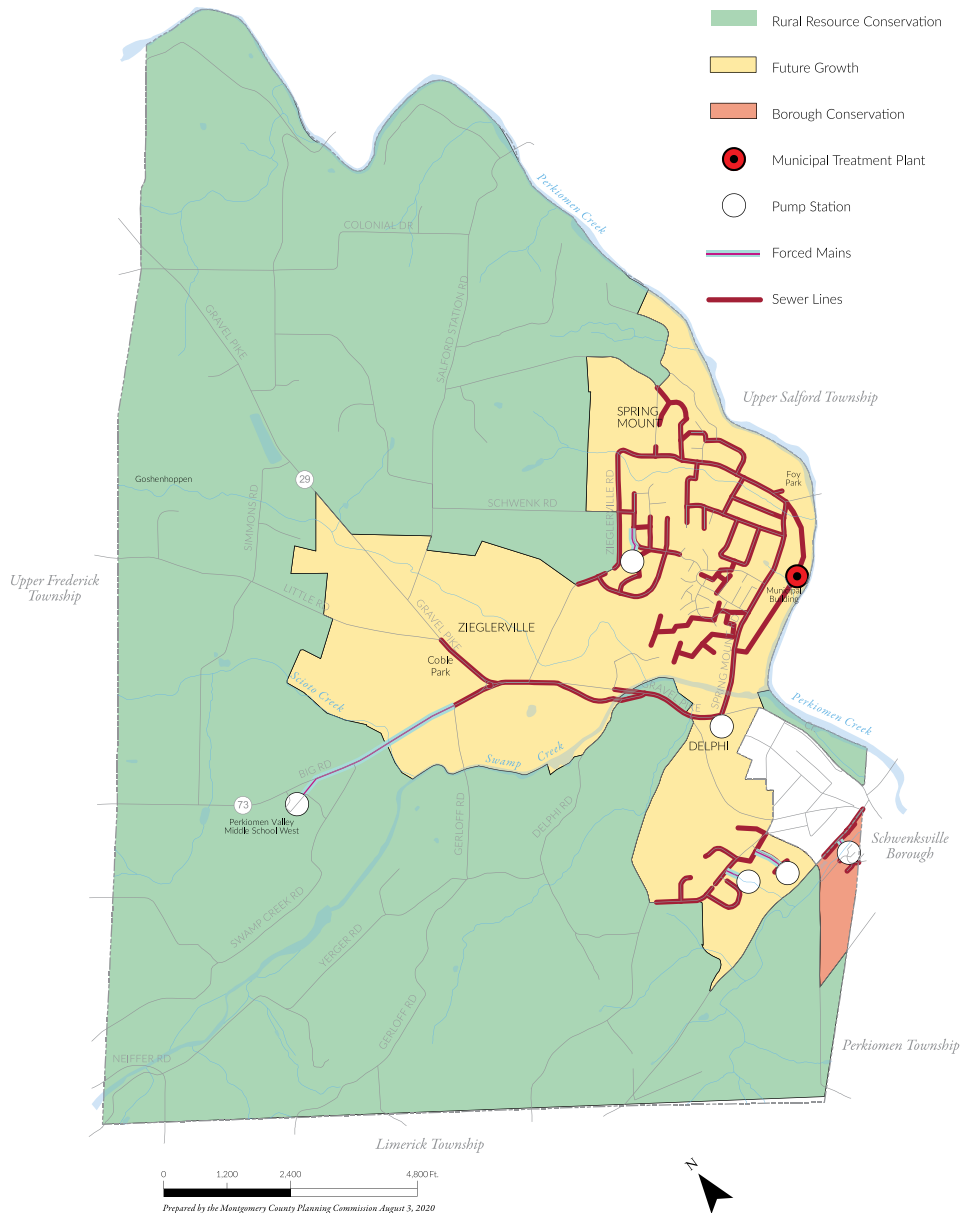 Rural Resource Conservation
Future Growth
Borough Conservation
Municipal Treatment Plant
Pump Station
Forced Mains
Sewer Lines
Perkiomen Creek
COLONIAL DR
GRAVEL PIKE
SALFORD STATION RD
Upper Salford Township
SPRING
MOUNT
Foy
Park
Goshenhoppen
29
SIMMONS RD
SCHWENK RD
ZIEGLERVILLE RD
Upper Frederick
Township
LITTLE RD
GRAVEL PIKE
ZIEGLERVILLE
Municipal
Building
Coble
Park
Scioto Creek
GRAVEL PIKE
SPRING MOUNT
Perkiomen Creek
DELPHI
Swamp Creek
BIG RD
73
Perkiomen Valley
Middle School West
GERLOFF RD
DELPHI RD
Schwenksville
Borough
SWAMP CREEK RD
YERGER RD
GERLOFF RD
NEIFFER RD
Perkiomen Township
Limerick Township
N
0 1,200 2,400 4,800 Ft.
Prepared by the Montgomery County Planning Commission August 3, 2020